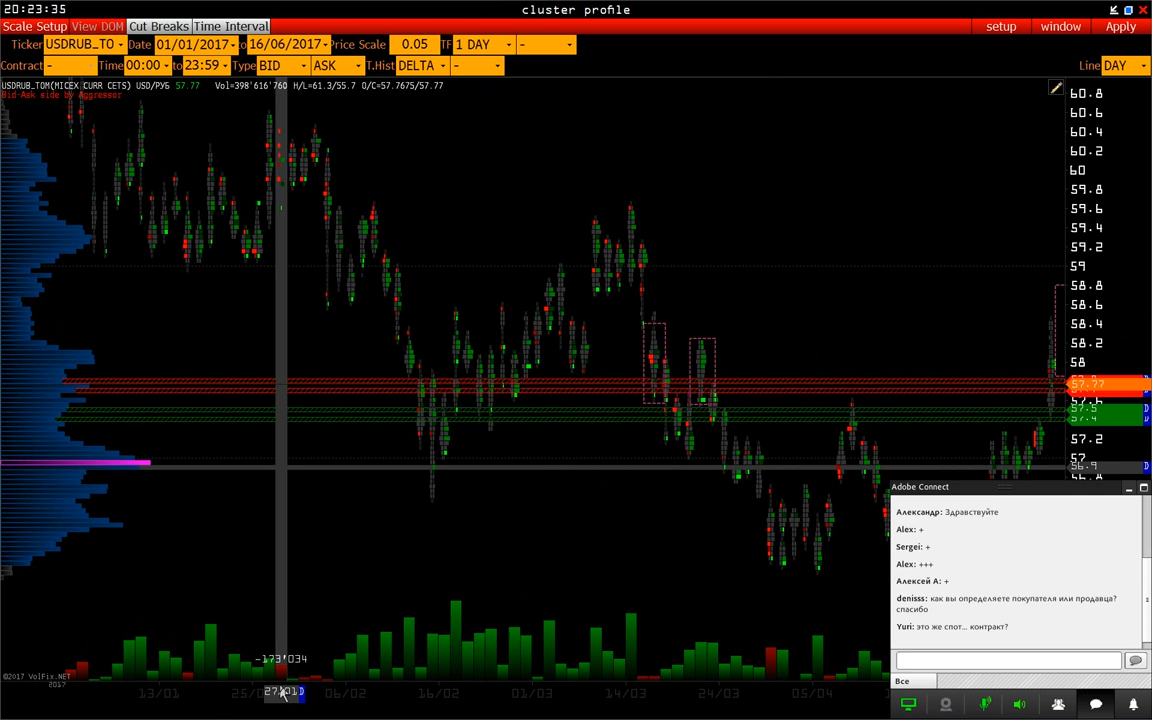 20:23:35
cluster profile
Scale Setup View DOM Cut Breaks Time Interval
setup window Apply
Ticker USDRUB_TO Date 01/01/2017 to 16/06/2017 Price Scale 0.05 TF 1 DAY -
Contract - Time 00:00 to 23:59 Type BID ASK T.Hist DELTA - Line DAY
USDRUB_TOM(MICEX CURR CETS) USD/РУБ 57.77 Vol=398'616'760 H/L=61.3/55.7 O/C=57.7675/57.77
Bid-Ask side by Aggressor
60.8
60.6
60.4
60.2
60
59.8
59.6
59.4
59.2
59
58.8
58.6
58.4
58.2
58
57.77
57.6
57.5
57.4
57.2
57
56.9 D
56.8
Adobe Connect
Александр: Здравствуйте
Alex: +
Sergei: +
Alex: +++
Алексей А: +
denisss: как вы определяете покупателя или продавца?
спасибо
Yuri: это же спот... контракт?
Все
-173'034
©2017 VolFix.NET
2017
13/01 06/02 16/02 01/03 14/03 24/03 05/04